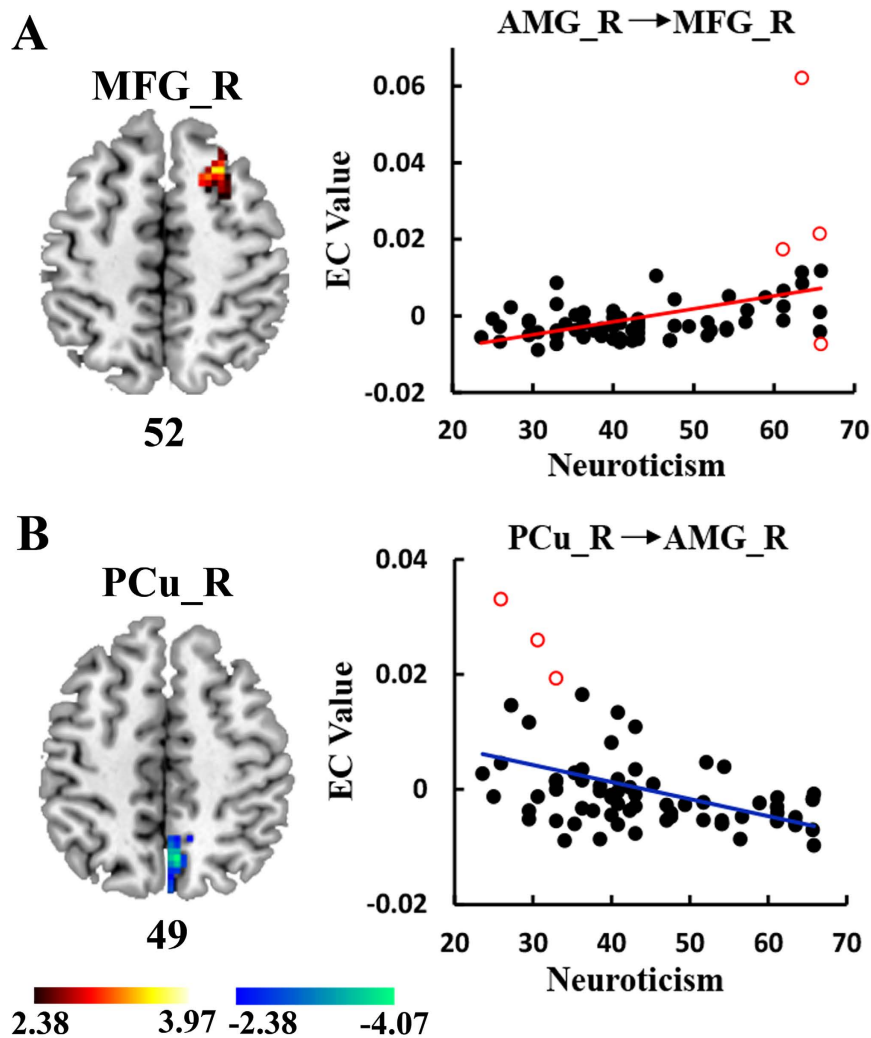 A
AMG_R → MFG_R
MFG_R
0.06
0.04
0.02
0
-0.02
EC Value
20 30 40 50 60 70
Neuroticism
52
B
PCu_R → AMG_R
PCu_R
0.04
0.02
0
-0.02
EC Value
20 30 40 50 60 70
Neuroticism
49
2.38 3.97 -2.38 -4.07